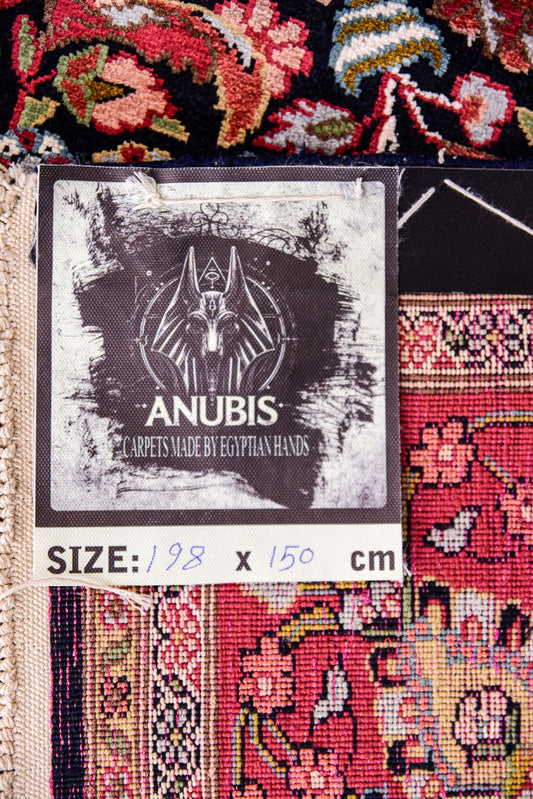 ANUBIS
CARPETS MADE BY EGYPTIAN HANDS
SIZE: 198 x 150 cm